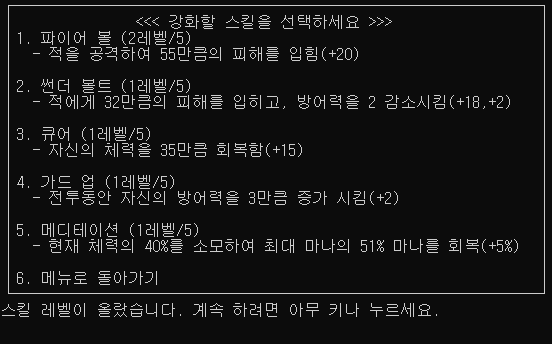 <<< 강화할 스킬을 선택하세요 >>>
1. 파이어 볼 (2레벨/5)
- 적을 공격하여 55만큼의 피해를 입힘(+20)
2. 썬더 볼트 (1레벨/5)
- 적에게 32만큼의 피해를 입히고, 방어력을 2 감소시킴(+18,+2)
3. 큐어 (1레벨/5)
- 자신의 체력을 35만큼 회복함(+15)
4. 가드 업 (1레벨/5)
- 전투동안 자신의 방어력을 3만큼 증가 시킴(+2)
5. 메디테이션 (1레벨/5)
- 현재 체력의 40%를 소모하여 최대 마나의 51% 마나를 회복(+5%)
6. 메뉴로 돌아가기
스킬 레벨이 올랐습니다. 계속 하려면 아무 키나 누르세요.